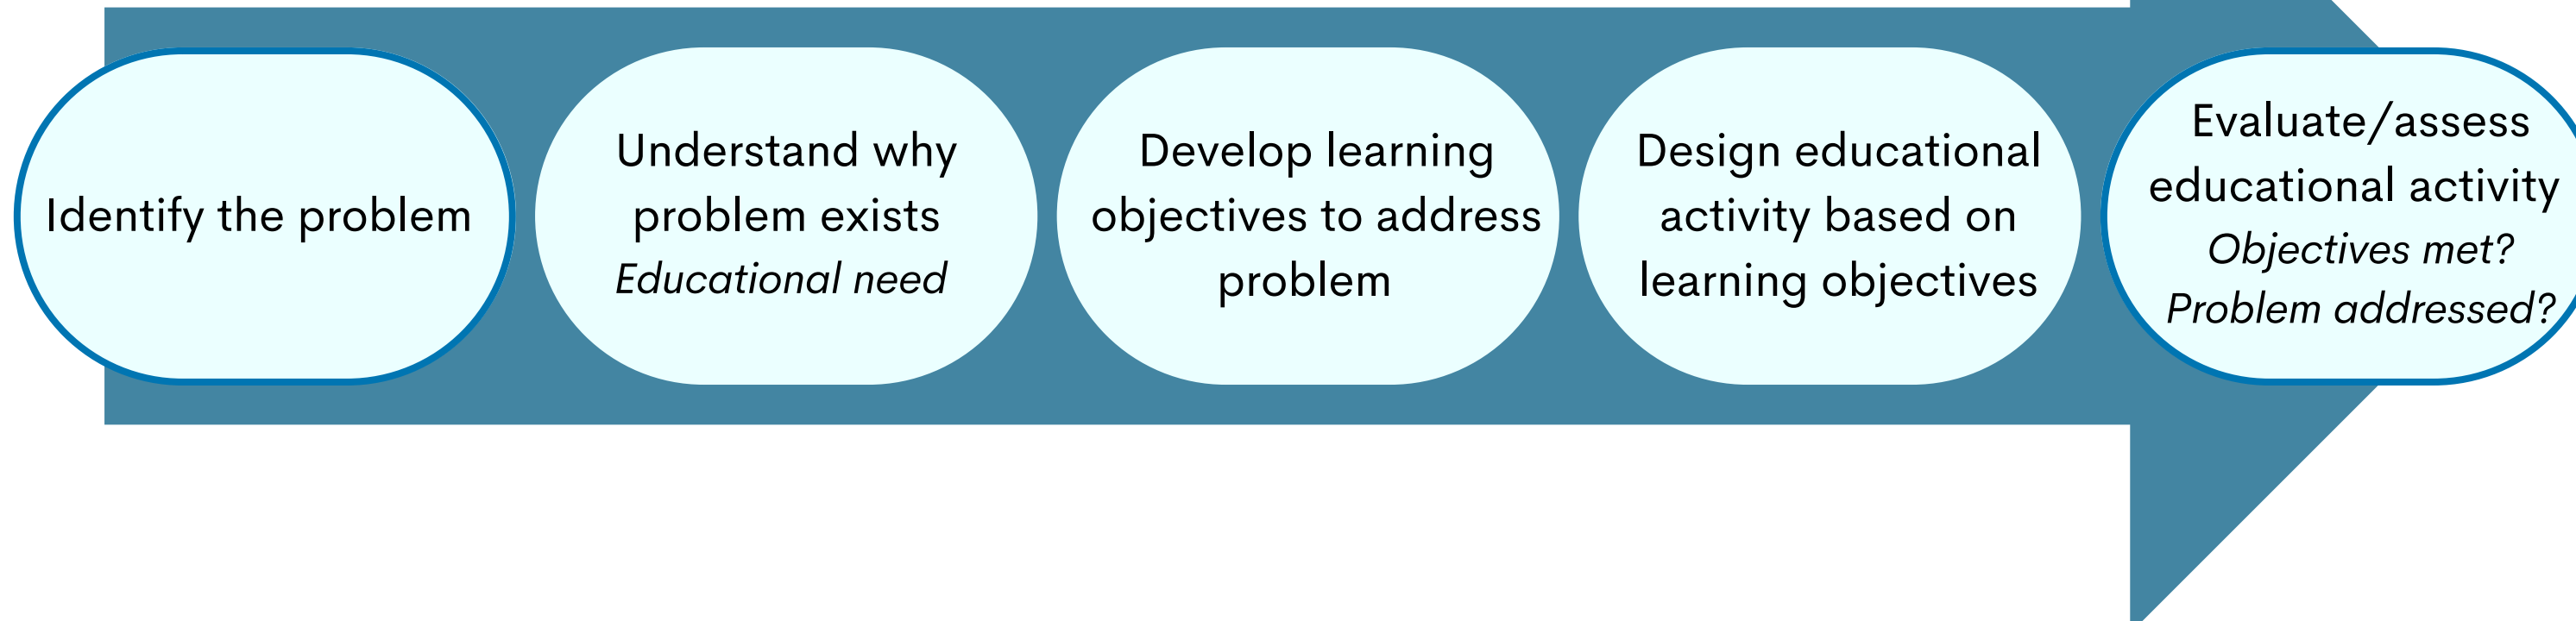 Identify the problem
Understand why
problem exists
Educational need
Develop learning
objectives to address
problem
Design educational
activity based on
learning objectives
Evaluate/assess
educational activity
Objectives met?
Problem addressed?